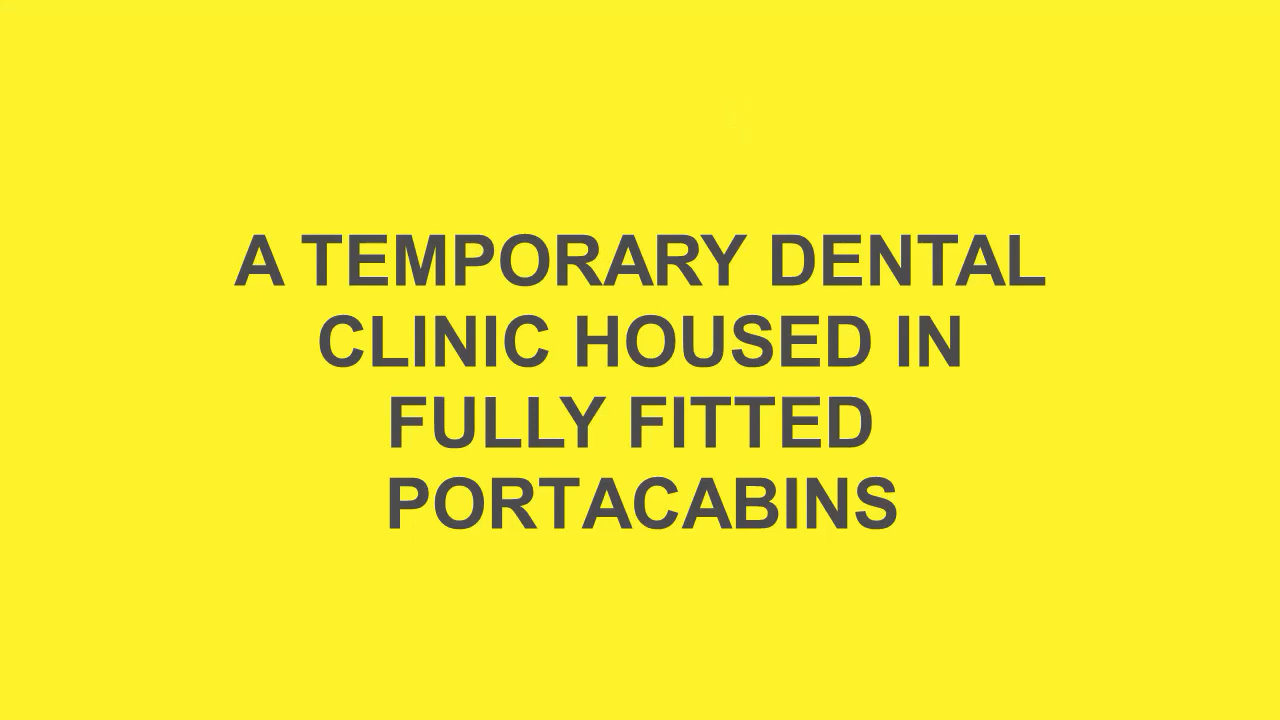 A TEMPORARY DENTAL
CLINIC HOUSED IN
FULLY FITTED
PORTACABINS